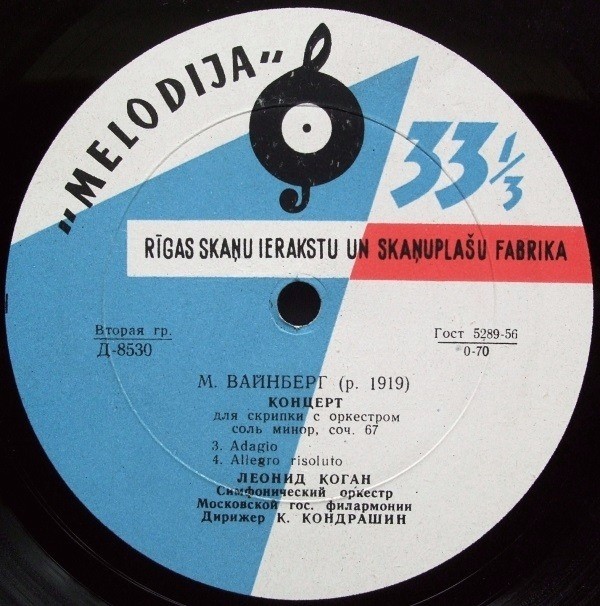 „MELODIJA”
33 1/3
RĪGAS SKAŅU IERAKSTU UN SKAŅUPLAŠU FABRIKA
Вторая гр.
Д-8530
Гост 5289-56
0-70
М. ВАЙНБЕРГ (р. 1919)
КОНЦЕРТ
для скрипки с оркестром
соль минор, соч. 67
3. Adagio
4. Allegro risoluto
ЛЕОНИД КОГАН
Симфонический оркестр
Московской гос. филармонии
Дирижер К. КОНДРАШИН